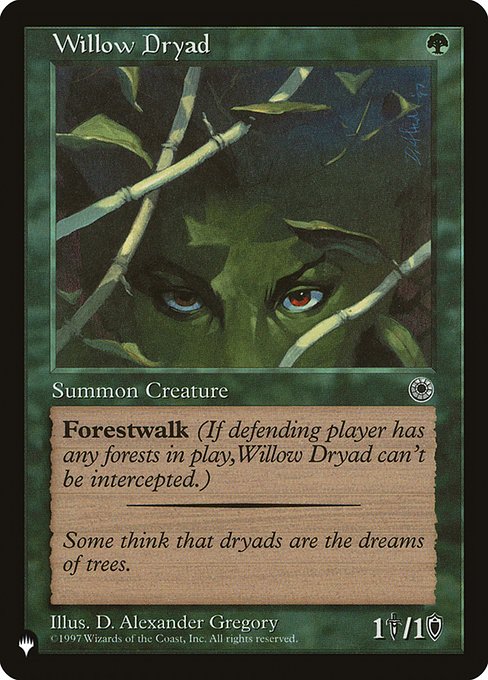 Willow Dryad
Summon Creature
Forestwalk (If defending player has
any forests in play,Willow Dryad can't
be intercepted.)
Some think that dryads are the dreams
of trees.
Illus. D. Alexander Gregory
©1997 Wizards of the Coast, Inc. All rights reserved.
1/1